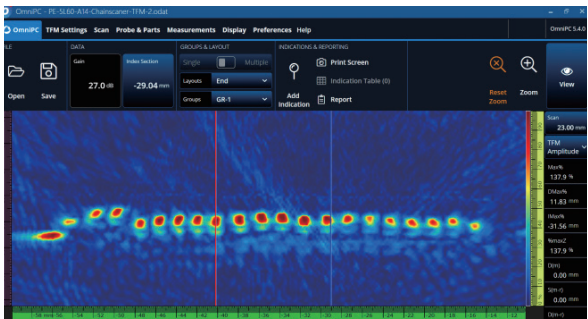 OmniPC - PE-5L60-A14-Chainscaner-TFM-2.odat
OmniPC TFM Settings Scan Probe & Parts Measurements Display Preferences Help OmniPC 5.4.0
FILE DATA GROUPS & LAYOUT INDICATIONS & REPORTING
Open
Save
Gain
27.0 dB
Index Section
-29.04 mm
Single Multiple
Layouts End
Groups GR-1
Add Indication
Print Screen
Indication Table (0)
Report
Reset Zoom
Zoom
View
Scan
23.00 mm
TFM Amplitude
Max%
137.9 %
DMax%
11.83 mm
IMax%
-31.56 mm
%maxZ
137.9 %
D(m)
0.00 mm
S(m-r)
0.00 mm
D(m-r)